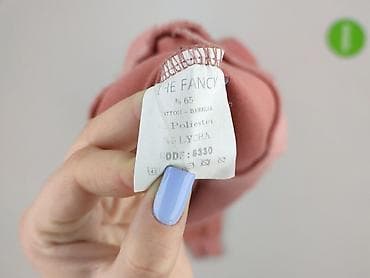 HE FANCY
% 65
Poliester
LYCRA
ODE : 6330